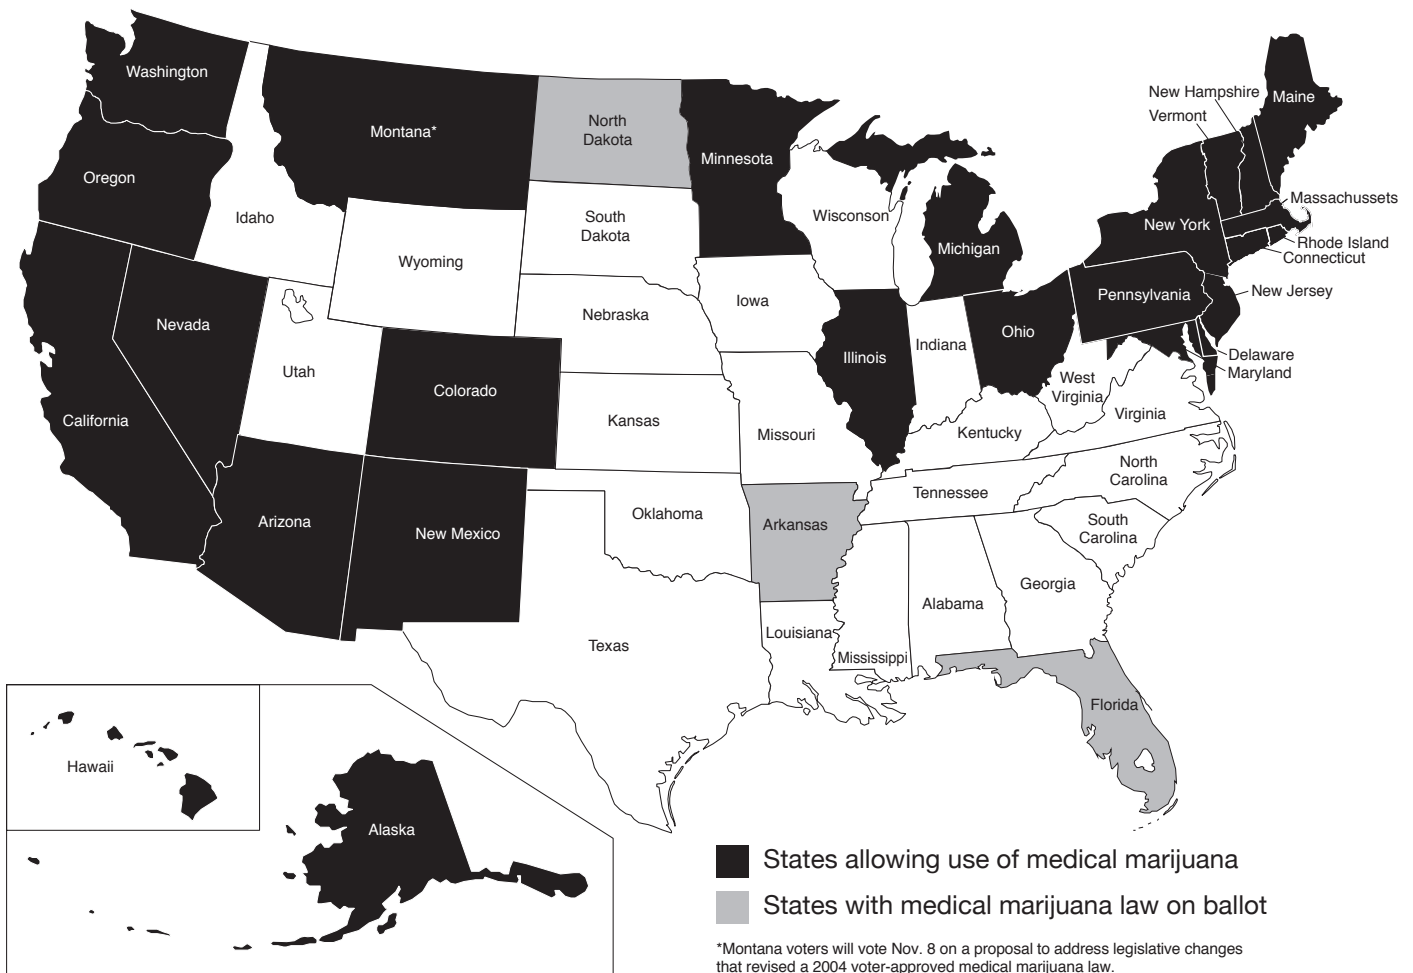 Washington
Montana*
North
Dakota
Minnesota
New Hampshire
Vermont
Maine
Oregon
Idaho
Wyoming
South
Dakota
Wisconsin
Michigan
New York
Massachussets
Rhode Island
Connecticut
Nevada
Utah
Colorado
Nebraska
Iowa
Illinois
Indiana
Ohio
Pennsylvania
New Jersey
Delaware
Maryland
West
Virginia
Virginia
California
Kansas
Missouri
Kentucky
Arizona
New Mexico
Oklahoma
Arkansas
Tennessee
North
Carolina
South
Carolina
Texas
Louisiana
Mississippi
Alabama
Georgia
Florida
Hawaii
Alaska
States allowing use of medical marijuana
States with medical marijuana law on ballot
*Montana voters will vote Nov. 8 on a proposal to address legislative changes
that revised a 2004 voter-approved medical marijuana law.